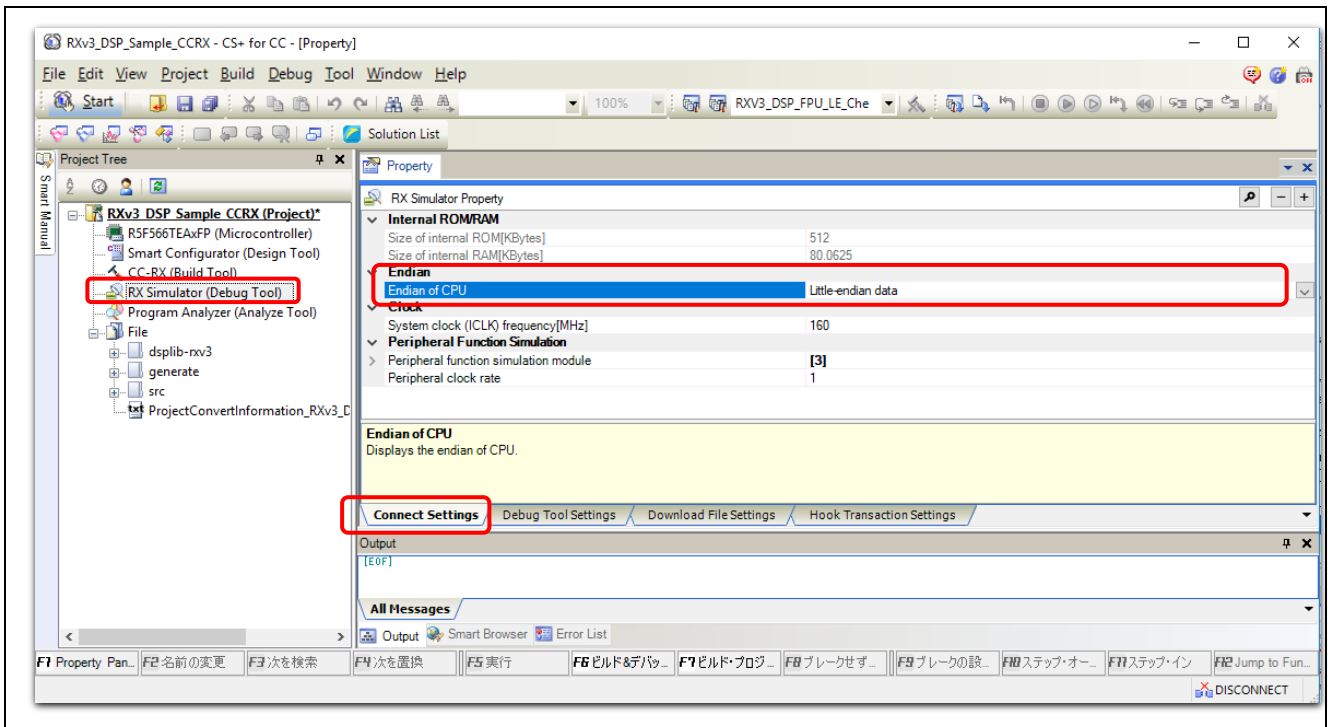 RXv3_DSP_Sample_CCRX - CS+ for CC - [Property]
File Edit View Project Build Debug Tool Window Help
Start 100% RXV3_DSP_FPU_LE_Che
Solution List
Smart Manual
Project Tree
RXv3_DSP_Sample_CCRX (Project)*
R5F566TEAxFP (Microcontroller)
Smart Configurator (Design Tool)
CC-RX (Build Tool)
RX Simulator (Debug Tool)
Program Analyzer (Analyze Tool)
File
dsplib-rxv3
generate
src
ProjectConvertInformation_RXv3_D
Property
RX Simulator Property
Internal ROM/RAM
Size of internal ROM[KBytes] 512
Size of internal RAM[KBytes] 80.0625
Endian
Endian of CPU Little-endian data
Clock
System clock (ICLK) frequency[MHz] 160
Peripheral Function Simulation
Peripheral function simulation module [3]
Peripheral clock rate 1
Endian of CPU
Displays the endian of CPU.
Connect Settings Debug Tool Settings Download File Settings Hook Transaction Settings
Output
[EOF]
All Messages
Output Smart Browser Error List
F1 Property Pan... F2 名前の変更 F3 次を検索 F4 次を置換 F5 実行 F6 ビルド&デバッ... F7 ビルド・プロジ... F8 ブレークせず... F9 ブレークの設... F10 ステップ・オー... F11 ステップ・イン F12 Jump to Fun...
DISCONNECT